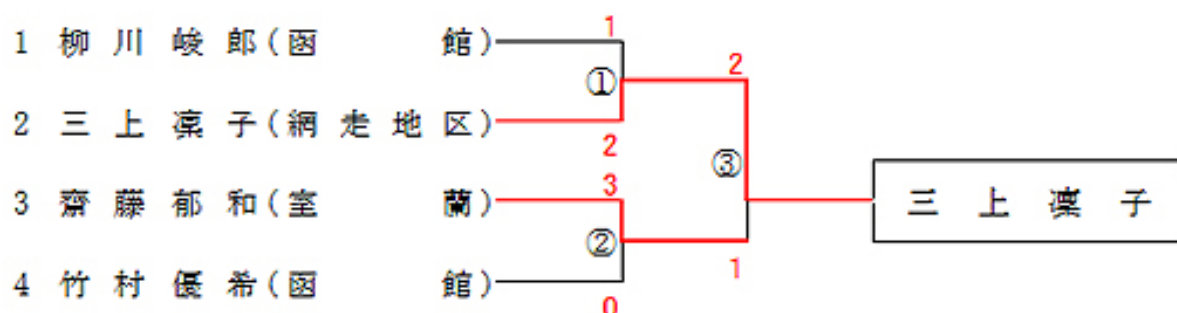 1
1 柳川峻郎(函館)
①
2
2 三上凜子(網走地区)
2
③
三上凜子
3
3 齋藤郁和(室蘭)
②
1
4 竹村優希(函館)
0